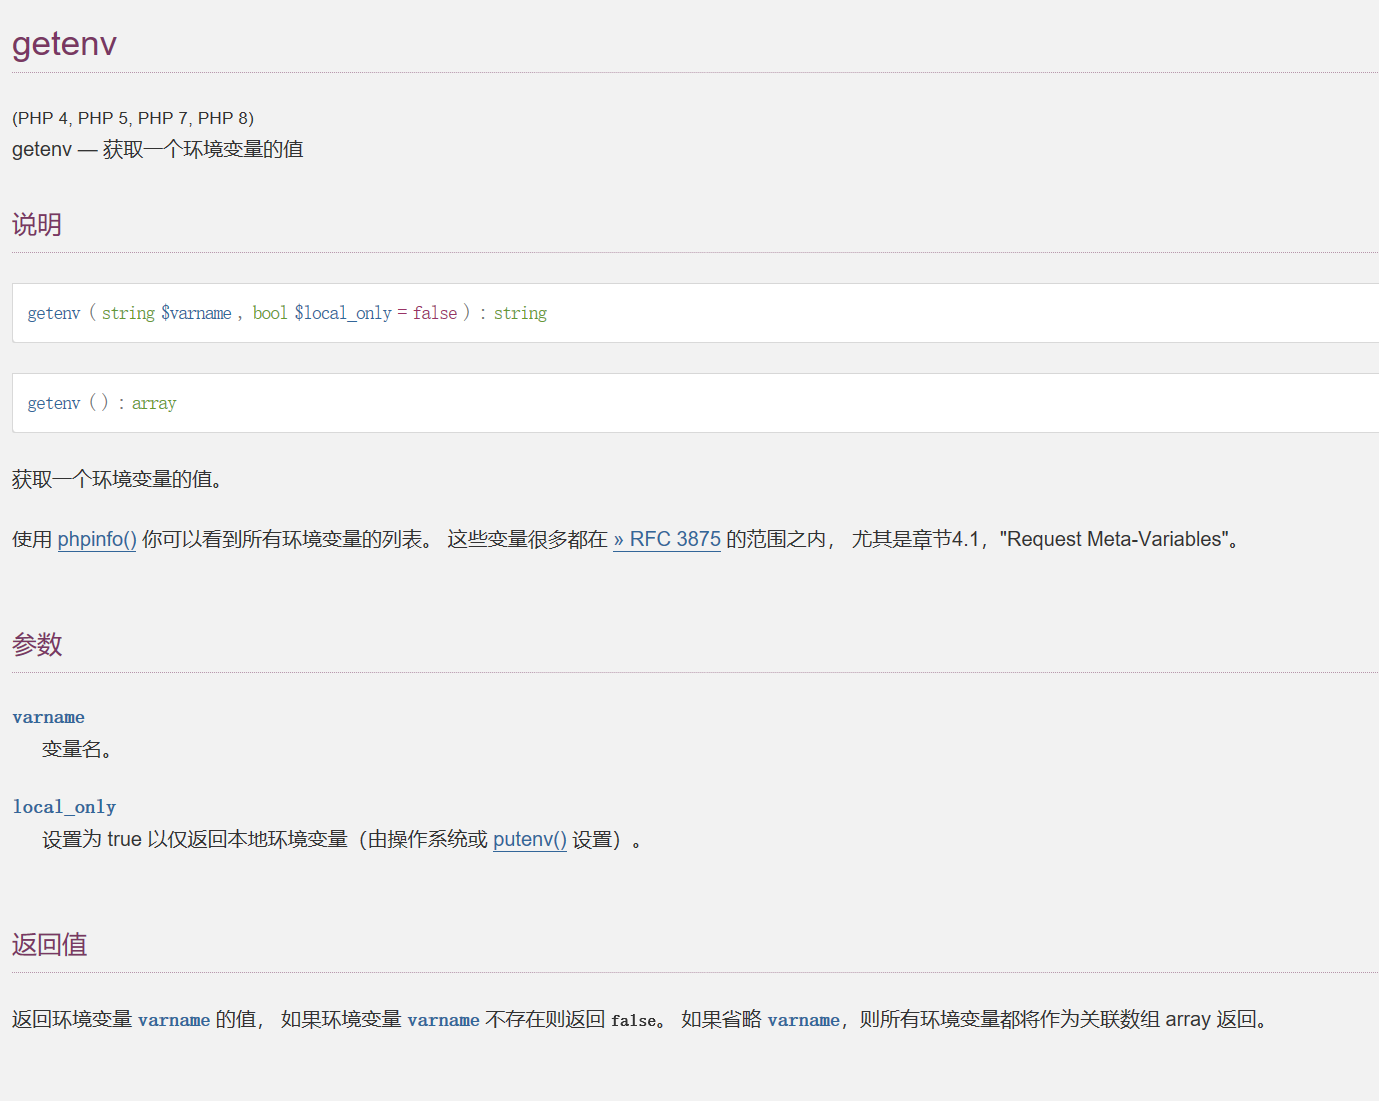 getenv
(PHP 4, PHP 5, PHP 7, PHP 8)
getenv — 获取一个环境变量的值
说明
getenv ( string $varname , bool $local_only = false ) : string
getenv ( ) : array
获取一个环境变量的值。
使用 phpinfo() 你可以看到所有环境变量的列表。 这些变量很多都在 » RFC 3875 的范围之内， 尤其是章节4.1，"Request Meta-Variables"。
参数
varname
变量名。
local_only
设置为 true 以仅返回本地环境变量（由操作系统或 putenv() 设置）。
返回值
返回环境变量 varname 的值， 如果环境变量 varname 不存在则返回 false。 如果省略 varname，则所有环境变量都将作为关联数组 array 返回。